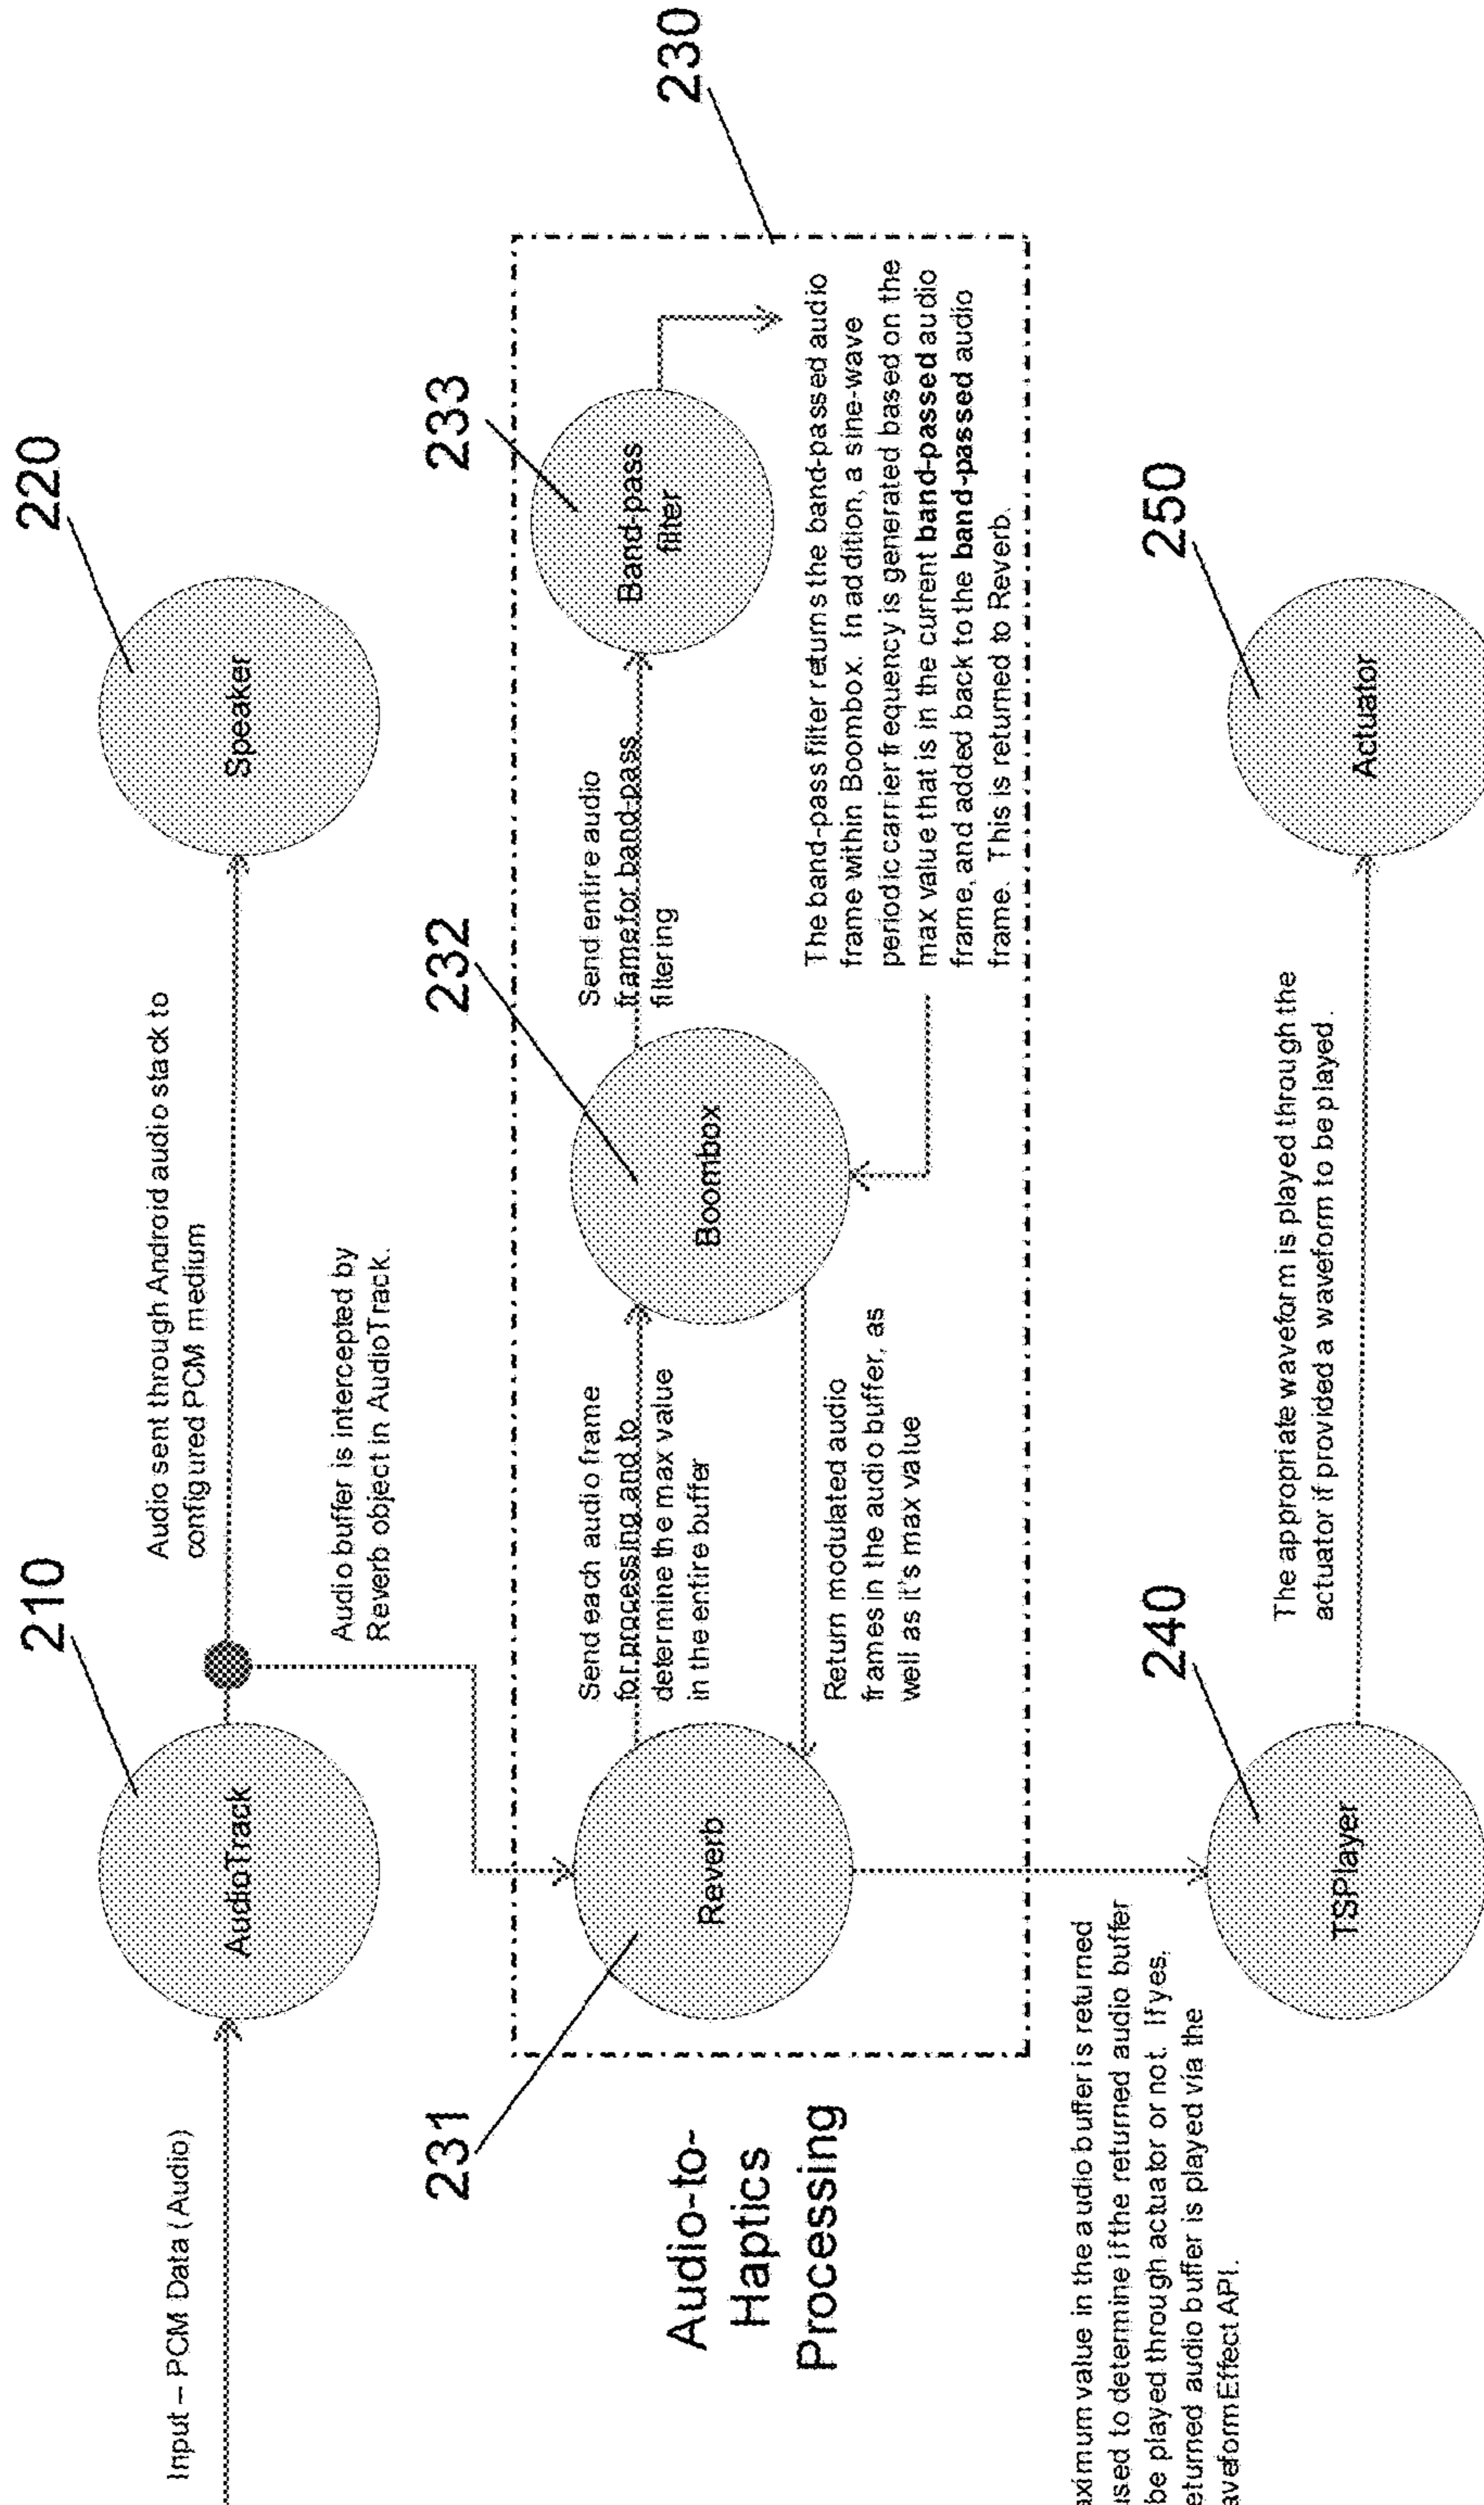 220
Speaker
Audio sent through Android audio stack to
configured PCM medium
210
AudioTrack
Input – PCM Data (Audio)
Audio buffer is intercepted by
Reverb object in AudioTrack.
230
233
Band-pass
filter
232
Send entire audio
frame for band-pass
filtering
Boombox
The band-pass filter returns the band-passed audio
frame within Boombox. In addition, a sine-wave
periodic carrier frequency is generated based on the
max value that is in the current band-passed audio
frame, and added back to the band-passed audio
frame. This is returned to Reverb.
Send each audio frame
for processing and to
determine the max value
in the entire buffer
Return modulated audio
frames in the audio buffer, as
well as it's max value
231
Reverb
Audio-to-
Haptics
Processing
250
Actuator
The appropriate waveform is played through the
actuator if provided a waveform to be played.
240
TSPlayer
aximum value in the audio buffer is returned
used to determine if the returned audio buffer
be played through actuator or not. If yes,
eturned audio buffer is played via the
aveformEffect API.